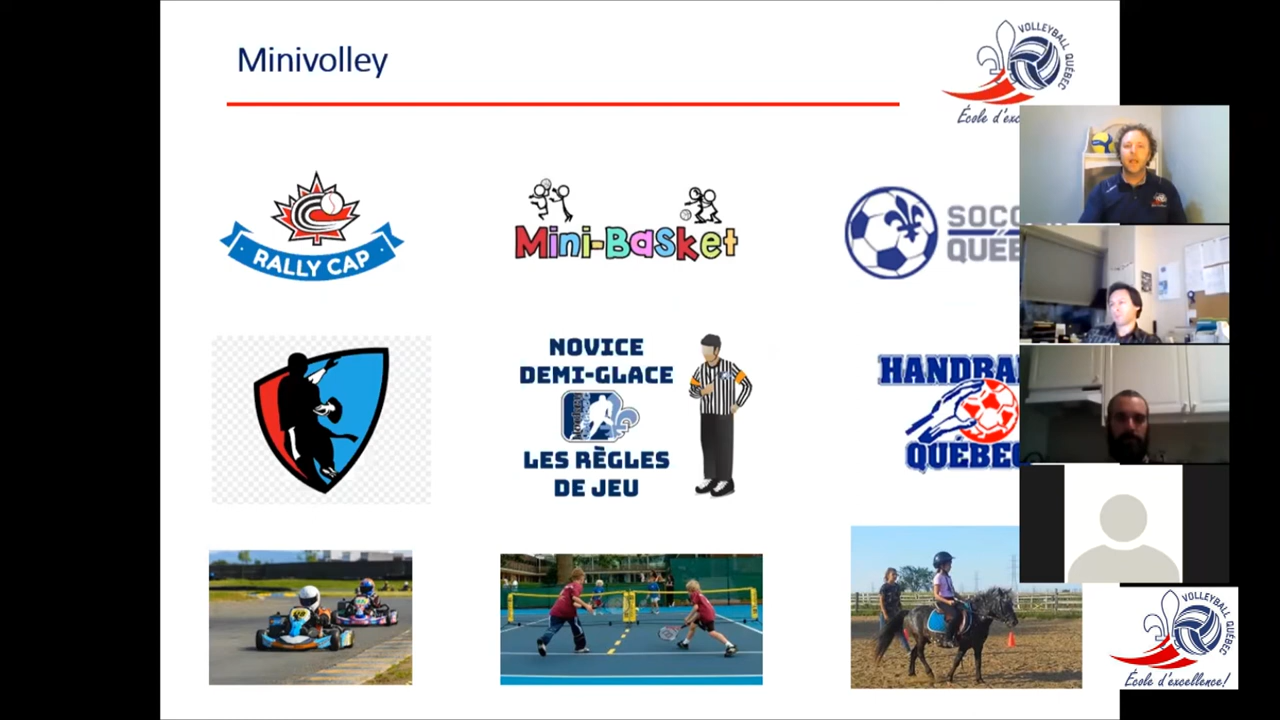 Minivolley
VOLLEYBALL QUÉBEC
École d'exc
RALLY CAP
Mini-Basket
SOCC
QUÉB
NOVICE
DEMI-GLACE
LES RÈGLES
DE JEU
HANDBA
QUÉBEC
VOLLEYBALL QUÉBEC
École d'excellence!